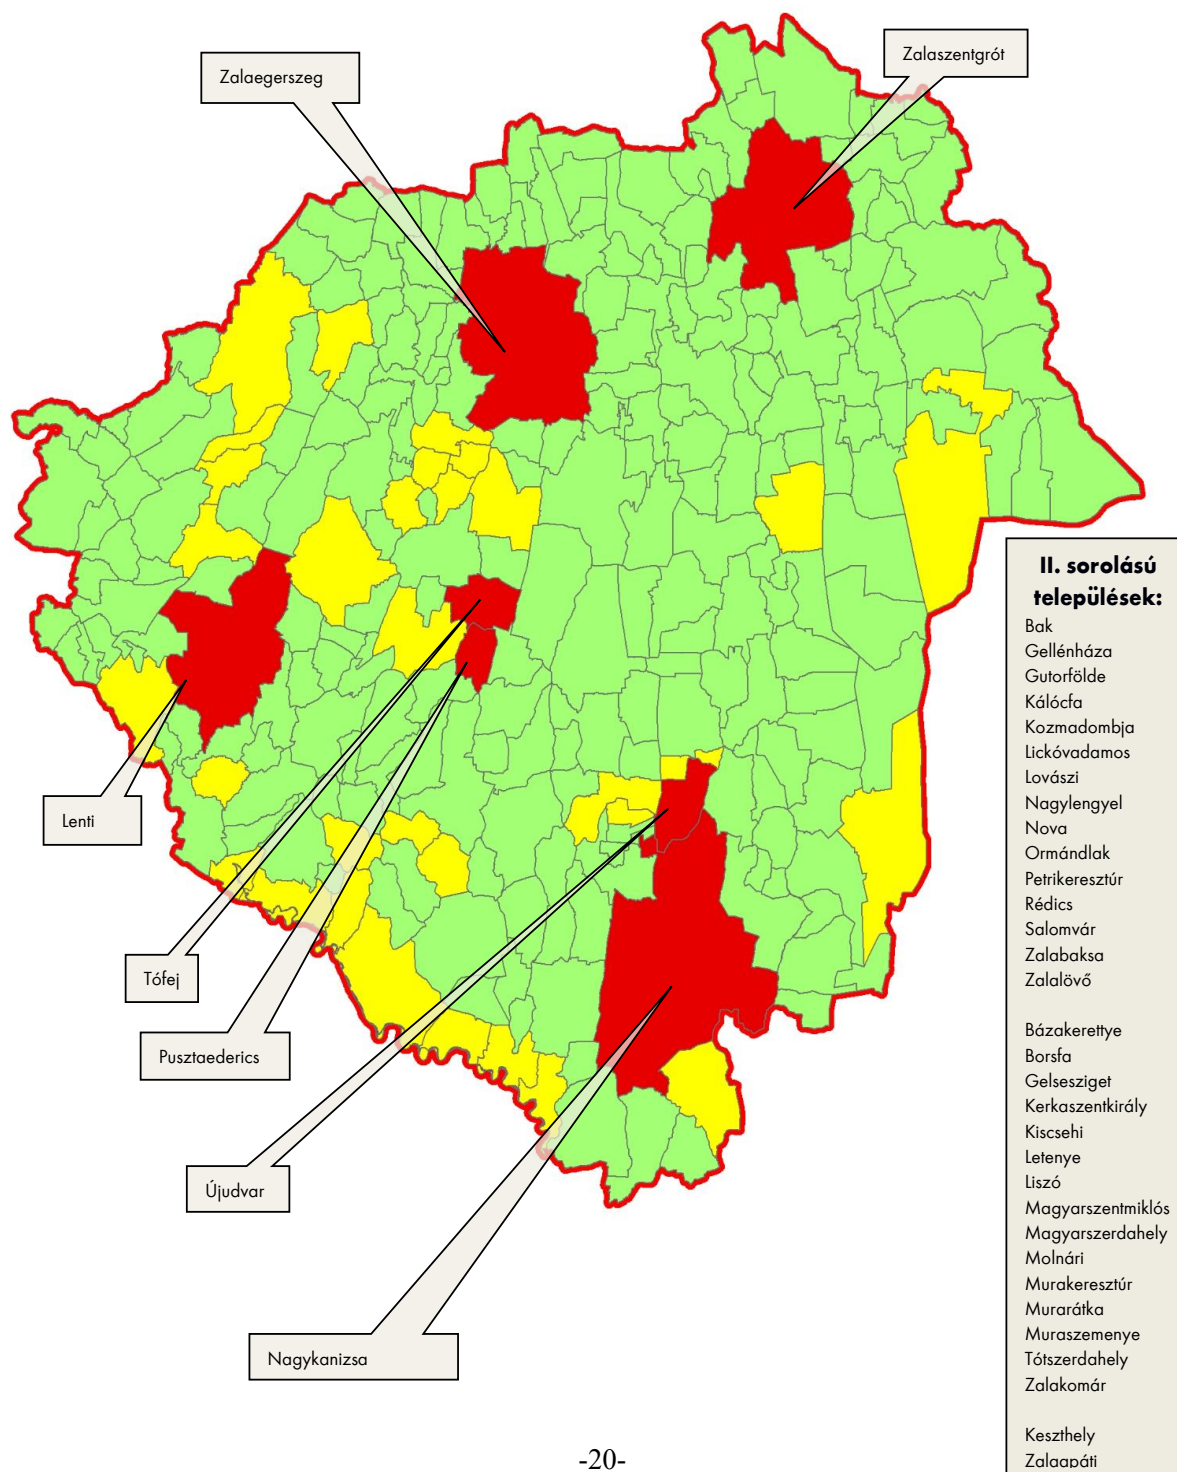 Zalaegerszeg
Zalaszentgrót
Lenti
Tófej
Pusztaederics
Újudvar
Nagykanizsa
II. sorolású
települések:
Bak
Gellénháza
Gutorfölde
Kálócfa
Kozmadombja
Lickóvadamos
Lovászi
Nagylengyel
Nova
Ormándlak
Petrikeresztúr
Rédics
Salomvár
Zalabaksa
Zalalövő
Bázakerettye
Borsfa
Gelsesziget
Kerkaszentkirály
Kiscsehi
Letenye
Liszó
Magyarszentmiklós
Magyarszerdahely
Molnári
Murakeresztúr
Murarátka
Muraszemenye
Tótszerdahely
Zalakomár
Keszthely
Zalaapáti
-20-